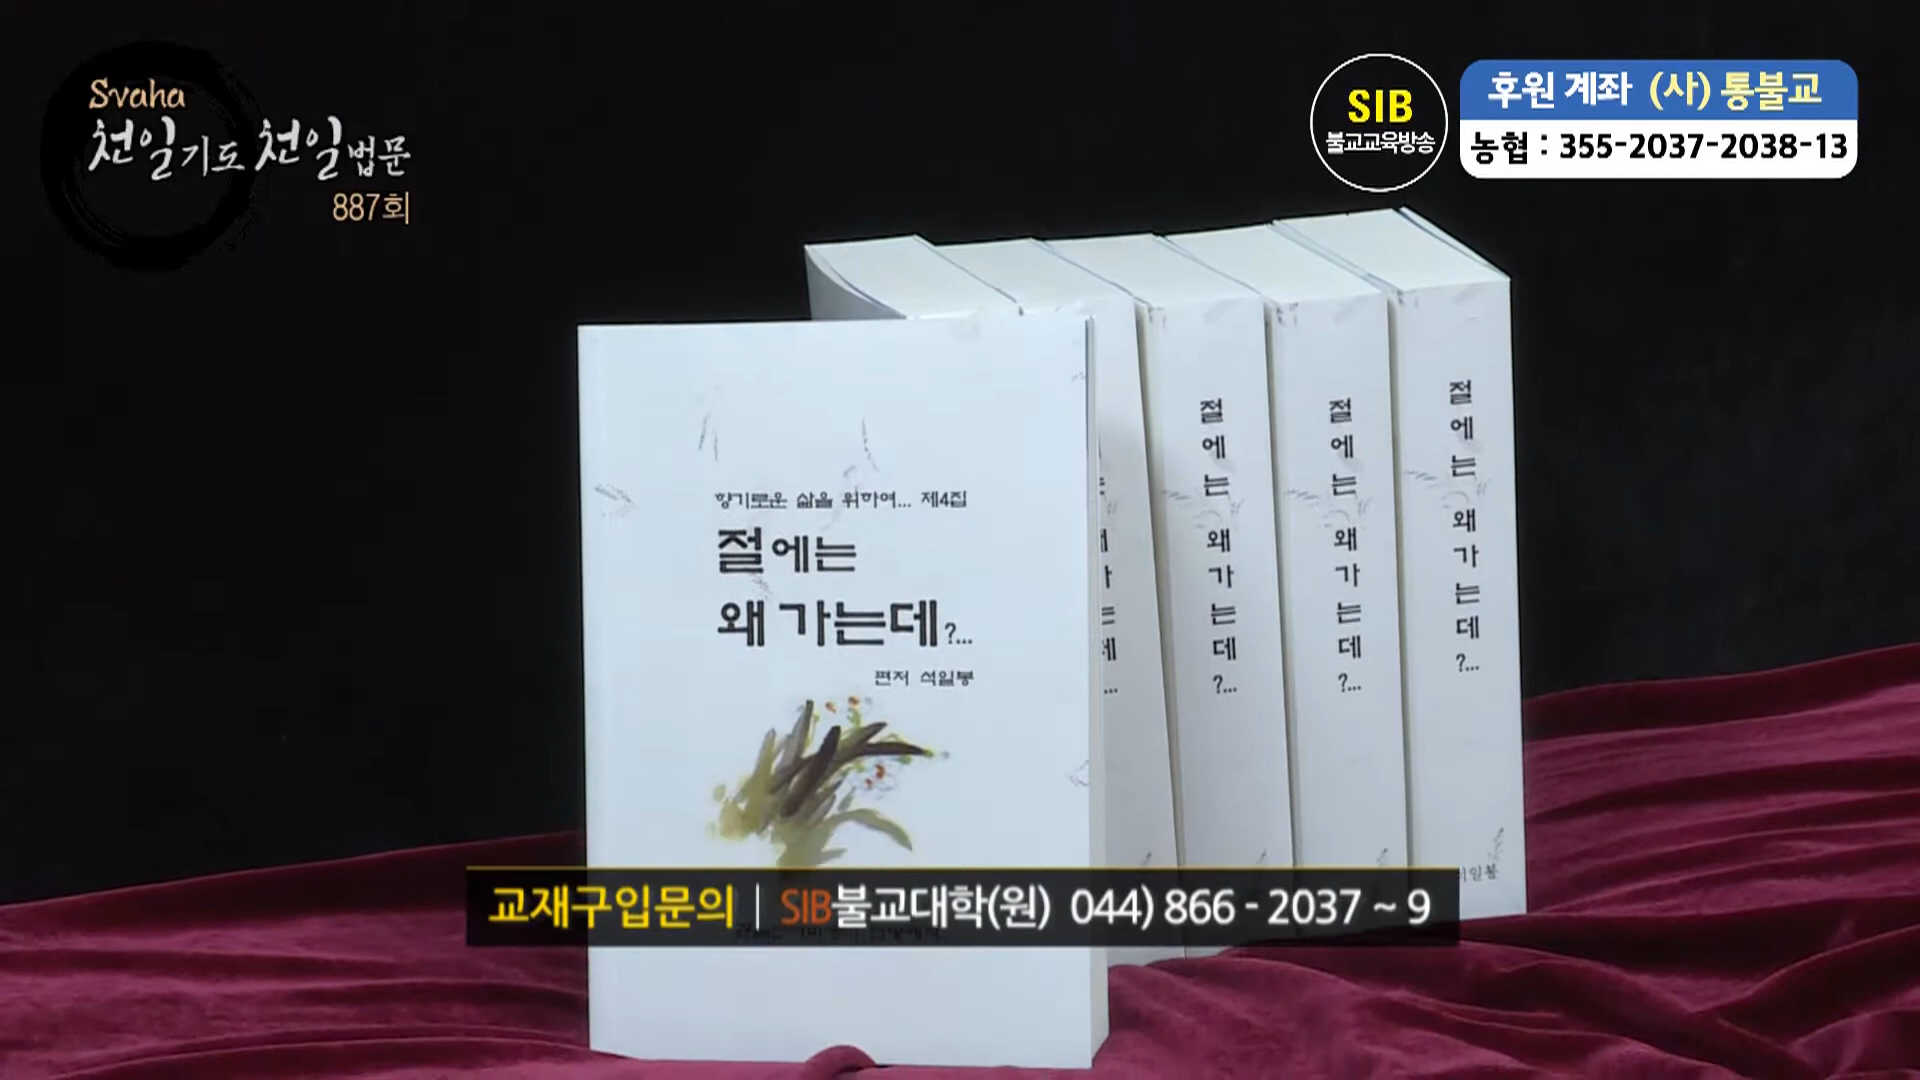 Svaha
천일기도 천일법문
887회
SIB
불교교육방송
후원 계좌 (사) 통불교
농협 : 355-2037-2038-13
향기로운 삶을 위하여... 제4집
절에는
왜 가는데?...
편저 석일봉
절에는 왜 가는데?...
절에는 왜 가는데?...
절에는 왜 가는데?...
교재구입문의 | SIB불교대학(원) 044) 866 - 2037 ~ 9